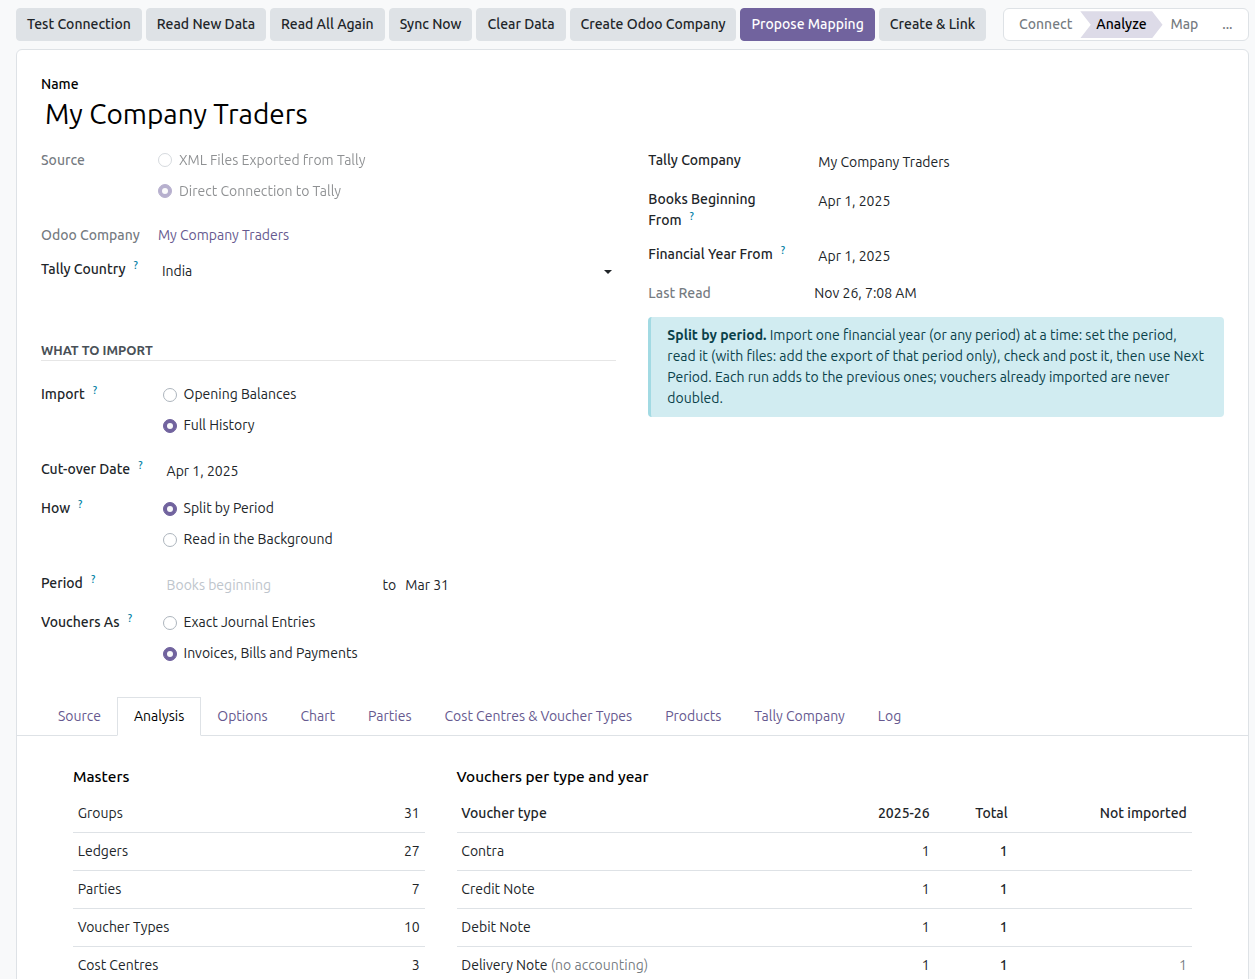 Test Connection Read New Data Read All Again Sync Now Clear Data Create Odoo Company Propose Mapping Create & Link Connect Analyze Map ...
Name
My Company Traders
Source XML Files Exported from Tally
Direct Connection to Tally
Odoo Company My Company Traders
Tally Country ? India
Tally Company My Company Traders
Books Beginning From ? Apr 1, 2025
Financial Year From ? Apr 1, 2025
Last Read Nov 26, 7:08 AM
Split by period. Import one financial year (or any period) at a time: set the period,
read it (with files: add the export of that period only), check and post it, then use Next
Period. Each run adds to the previous ones; vouchers already imported are never
doubled.
WHAT TO IMPORT
Import ? Opening Balances
Full History
Cut-over Date ? Apr 1, 2025
How ? Split by Period
Read in the Background
Period ? Books beginning to Mar 31
Vouchers As ? Exact Journal Entries
Invoices, Bills and Payments
Source Analysis Options Chart Parties Cost Centres & Voucher Types Products Tally Company Log
Masters
Groups 31
Ledgers 27
Parties 7
Voucher Types 10
Cost Centres 3
Vouchers per type and year
Voucher type 2025-26 Total Not imported
Contra 1 1
Credit Note 1 1
Debit Note 1 1
Delivery Note (no accounting) 1 1 1